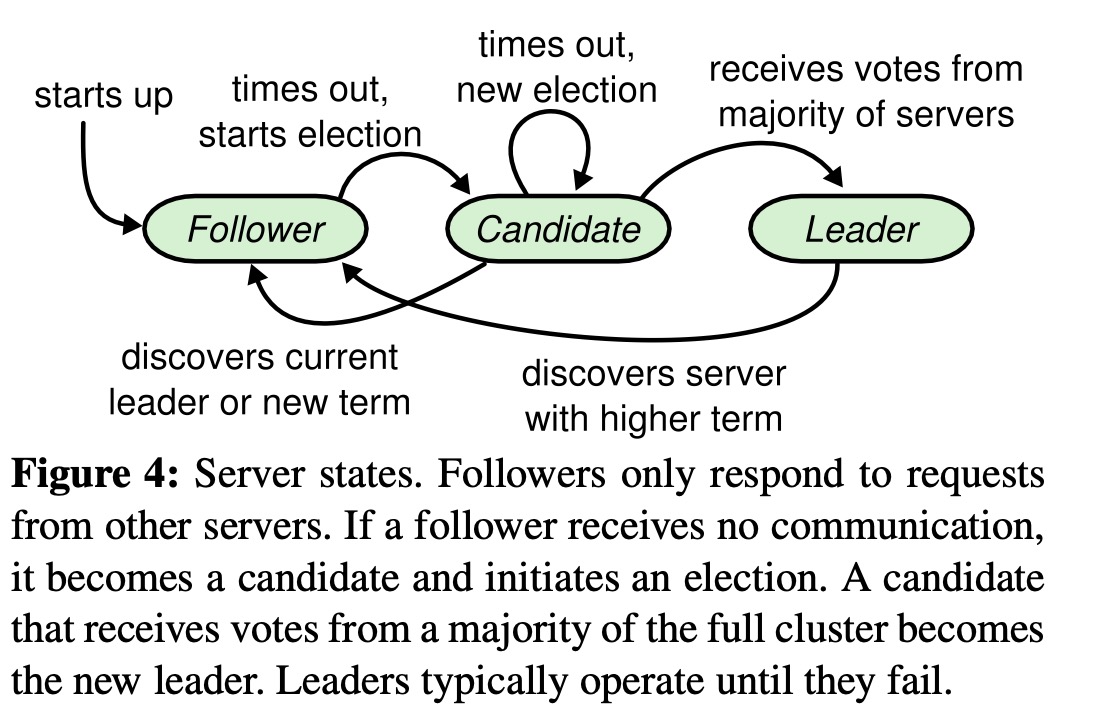 starts up
times out,
starts election
times out,
new election
receives votes from
majority of servers
Follower
Candidate
Leader
discovers current
leader or new term
discovers server
with higher term
Figure 4: Server states. Followers only respond to requests
from other servers. If a follower receives no communication,
it becomes a candidate and initiates an election. A candidate
that receives votes from a majority of the full cluster becomes
the new leader. Leaders typically operate until they fail.